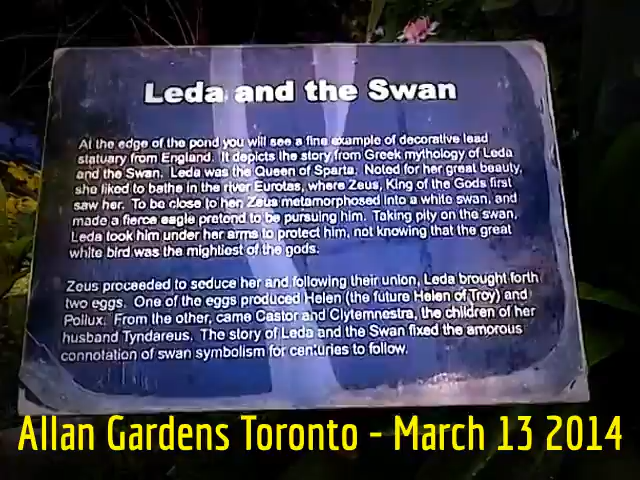 Leda and the Swan
At the edge of the pond you will see a fine example of decorative lead
statuary from England. It depicts the story from Greek mythology of Leda
and the Swan. Leda was the Queen of Sparta. Noted for her great beauty,
she liked to bathe in the river Eurotas, where Zeus, King of the Gods first
saw her. To be close to her, Zeus metamorphosed into a white swan, and
made a fierce eagle pretend to be pursuing him. Taking pity on the swan,
Leda took him under her arms to protect him, not knowing that the great
white bird was the mightiest of the gods.
Zeus proceeded to seduce her and following their union, Leda brought forth
two eggs. One of the eggs produced Helen (the future Helen of Troy) and
Pollux. From the other, came Castor and Clytemnestra, the children of her
husband Tyndareus. The story of Leda and the Swan fixed the amorous
connotation of swan symbolism for centuries to follow.
Allan Gardens Toronto - March 13 2014